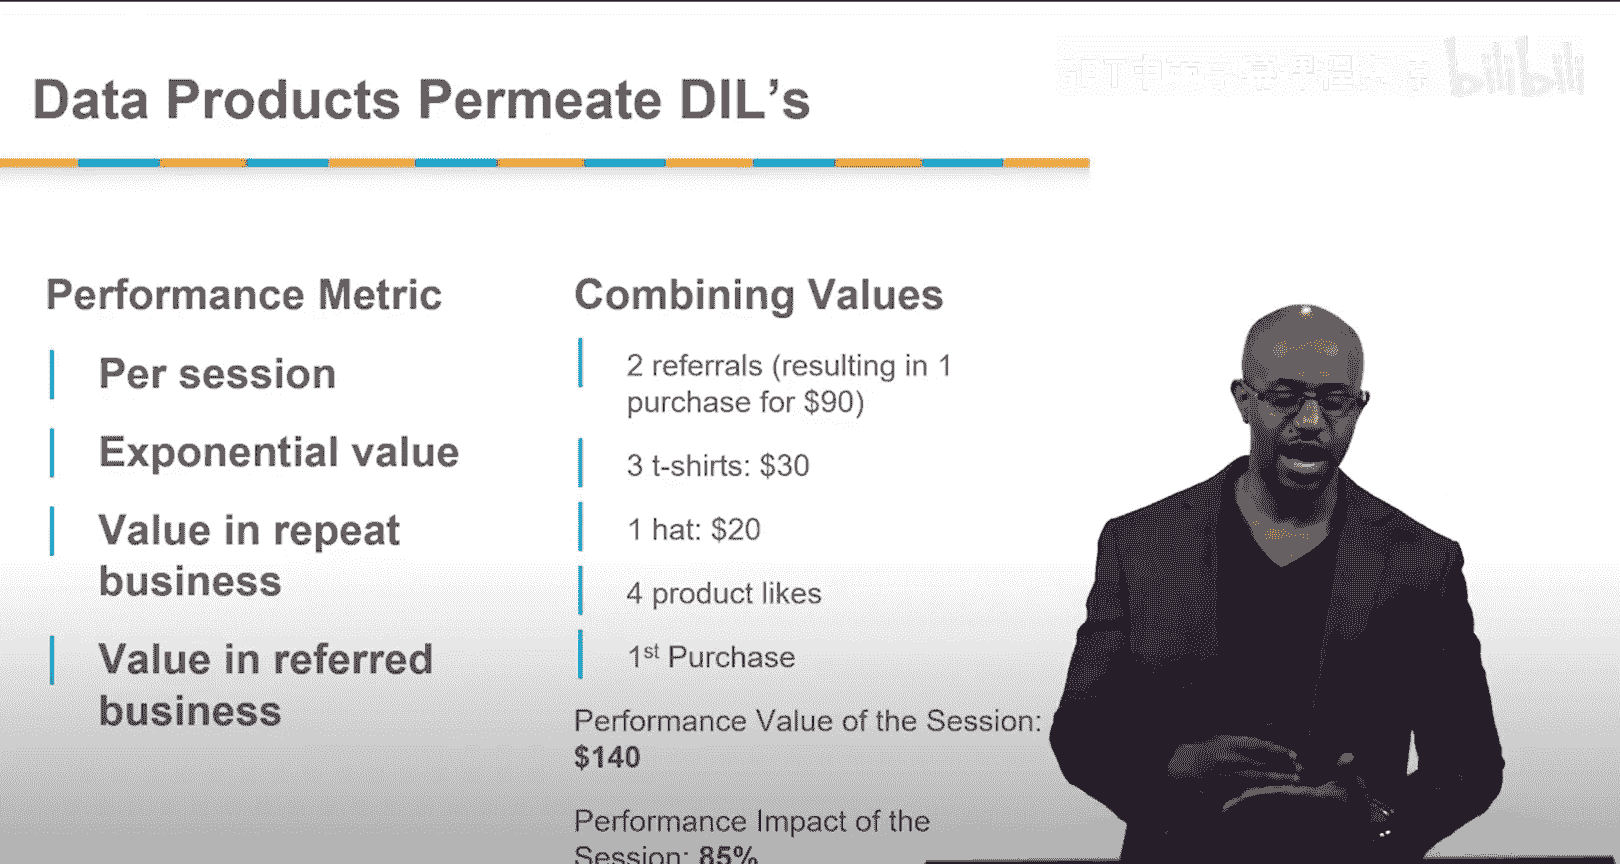 bilibili
Data Products Permeate DIL’s
Performance Metric
Per session
Exponential value
Value in repeat
business
Value in referred
business
Combining Values
2 referrals (resulting in 1
purchase for $90)
3 t-shirts: $30
1 hat: $20
4 product likes
1st Purchase
Performance Value of the Session:
$140
Performance Impact of the
Session: 85%